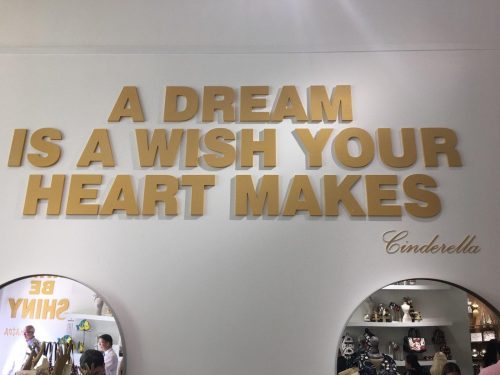 A DREAM
IS A WISH YOUR
HEART MAKES
Cinderella
BE
SHINY